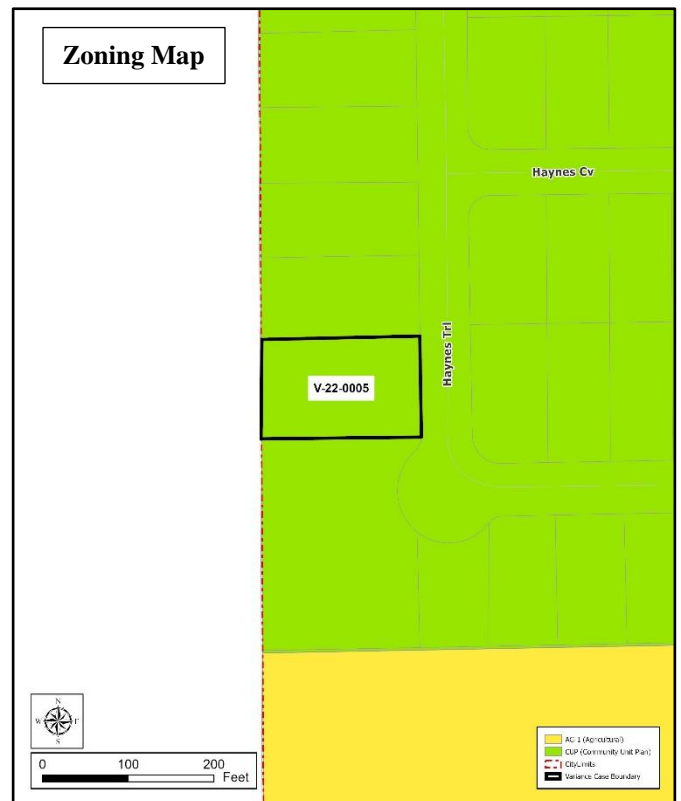 Zoning Map
Haynes Cv
Haynes Trl
V-22-0005
N
W
E
S
0 100 200
Feet
AG-1 (Agricultural)
CUP (Community Unit Plan)
CityLimits
Variance Case Boundary